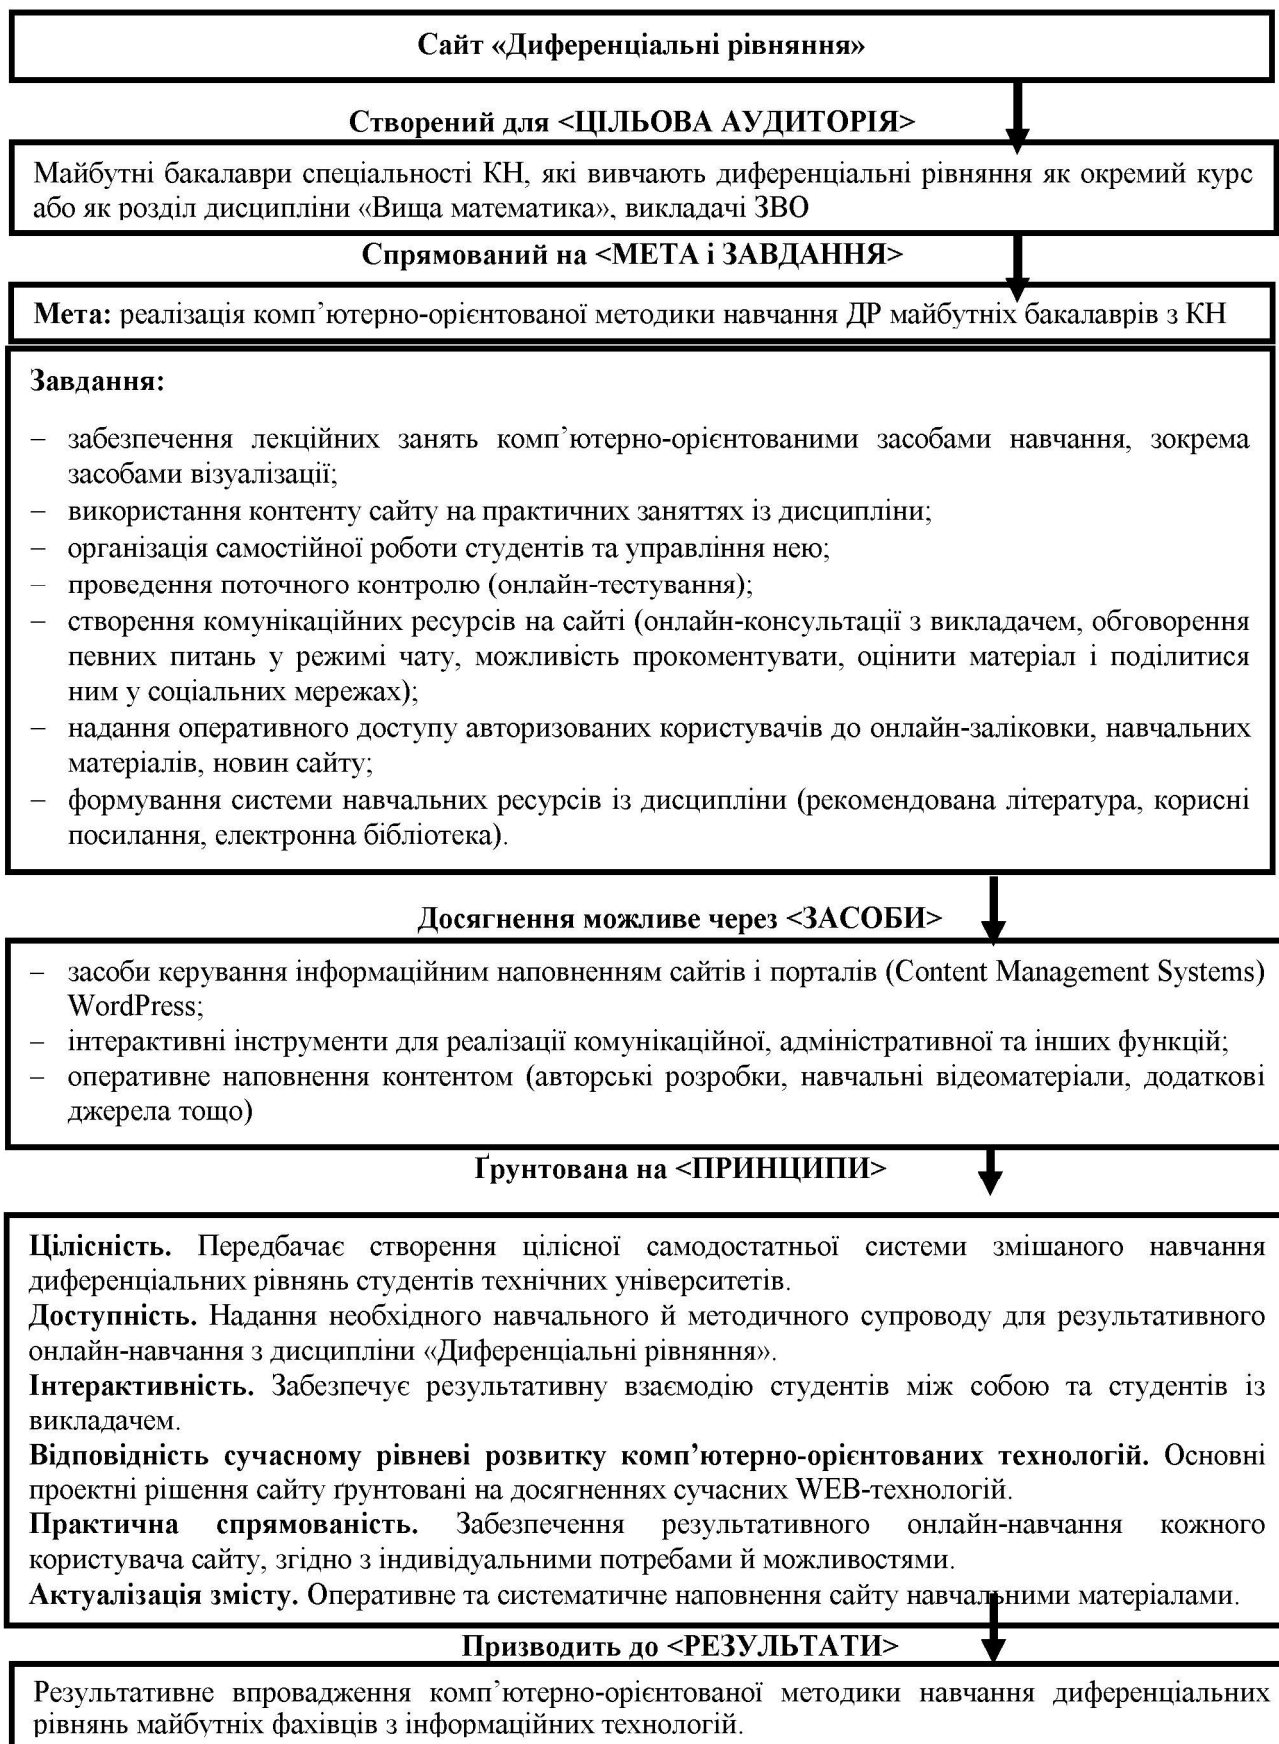 Сайт «Диференціальні рівняння»
Створений для <ЦІЛЬОВА АУДИТОРІЯ>
Майбутні бакалаври спеціальності КН, які вивчають диференціальні рівняння як окремий курс
або як розділ дисципліни «Вища математика», викладачі ЗВО
Спрямований на <МЕТА і ЗАВДАННЯ>
Мета: реалізація комп’ютерно-орієнтованої методики навчання ДР майбутніх бакалаврів з КН
Завдання:
– забезпечення лекційних занять комп’ютерно-орієнтованими засобами навчання, зокрема
засобами візуалізації;
– використання контенту сайту на практичних заняттях із дисципліни;
– організація самостійної роботи студентів та управління нею;
– проведення поточного контролю (онлайн-тестування);
– створення комунікаційних ресурсів на сайті (онлайн-консультації з викладачем, обговорення
певних питань у режимі чату, можливість прокоментувати, оцінити матеріал і поділитися
ним у соціальних мережах);
– надання оперативного доступу авторизованих користувачів до онлайн-заліковки, навчальних
матеріалів, новин сайту;
– формування системи навчальних ресурсів із дисципліни (рекомендована література, корисні
посилання, електронна бібліотека).
Досягнення можливе через <ЗАСОБИ>
– засоби керування інформаційним наповненням сайтів і порталів (Content Management Systems)
WordPress;
– інтерактивні інструменти для реалізації комунікаційної, адміністративної та інших функцій;
– оперативне наповнення контентом (авторські розробки, навчальні відеоматеріали, додаткові
джерела тощо)
Ґрунтована на <ПРИНЦИПИ>
Цілісність. Передбачає створення цілісної самодостатньої системи змішаного навчання
диференціальних рівнянь студентів технічних університетів.
Доступність. Надання необхідного навчального й методичного супроводу для результативного
онлайн-навчання з дисципліни «Диференціальні рівняння».
Інтерактивність. Забезпечує результативну взаємодію студентів між собою та студентів із
викладачем.
Відповідність сучасному рівневі розвитку комп’ютерно-орієнтованих технологій. Основні
проектні рішення сайту ґрунтовані на досягненнях сучасних WEB-технологій.
Практична спрямованість. Забезпечення результативного онлайн-навчання кожного
користувача сайту, згідно з індивідуальними потребами й можливостями.
Актуалізація змісту. Оперативне та систематичне наповнення сайту навчальними матеріалами.
Призводить до <РЕЗУЛЬТАТИ>
Результативне впровадження комп’ютерно-орієнтованої методики навчання диференціальних
рівнянь майбутніх фахівців з інформаційних технологій.